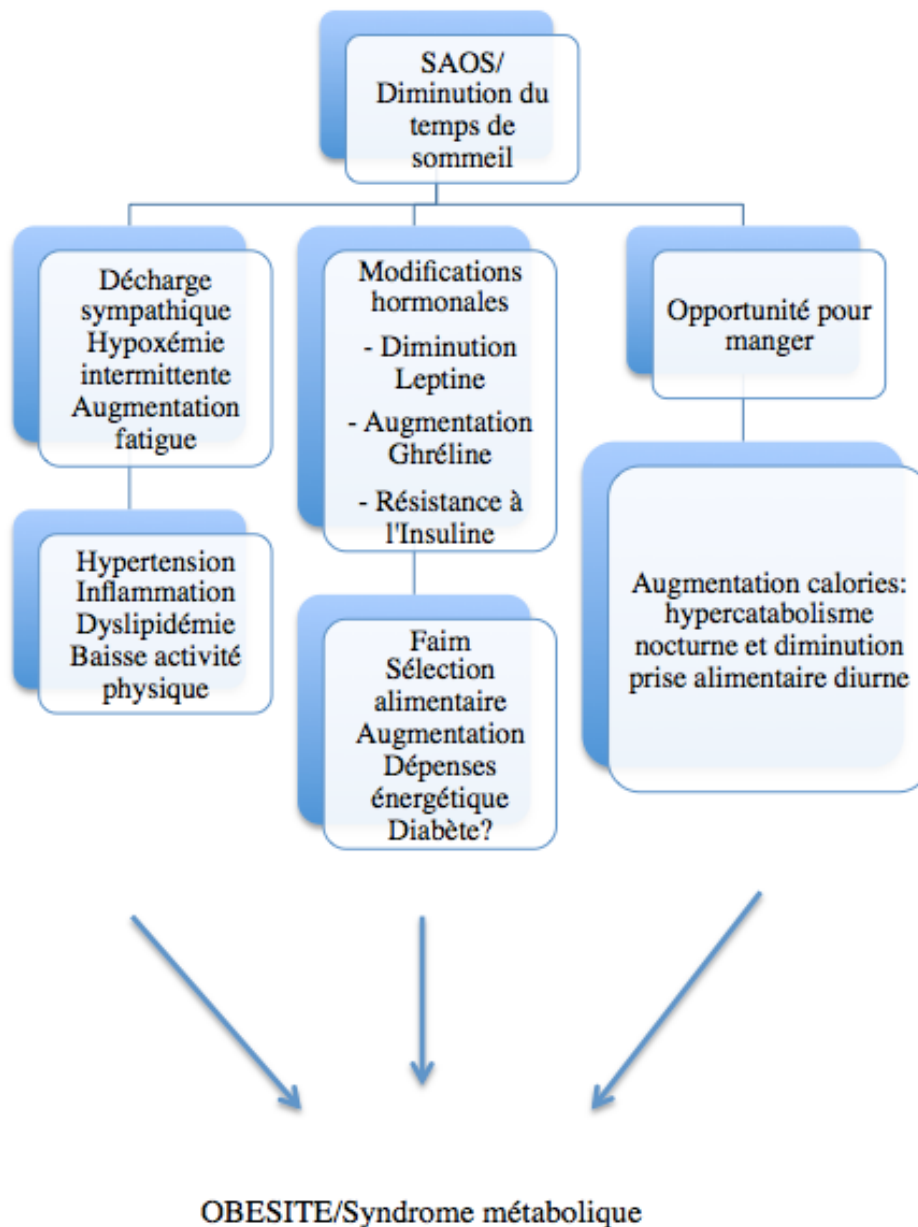 SAOS/
Diminution du
temps de
sommeil
Décharge
sympathique
Hypoxémie
intermittente
Augmentation
fatigue
Hypertension
Inflammation
Dyslipidémie
Baisse activité
physique
Modifications
hormonales
- Diminution
Leptine
- Augmentation
Ghréline
- Résistance à
l'Insuline
Faim
Sélection
alimentaire
Augmentation
Dépenses
énergétique
Diabète?
Opportunité pour
manger
Augmentation calories:
hypercatabolisme
nocturne et diminution
prise alimentaire diurne
OBESITE/Syndrome métabolique